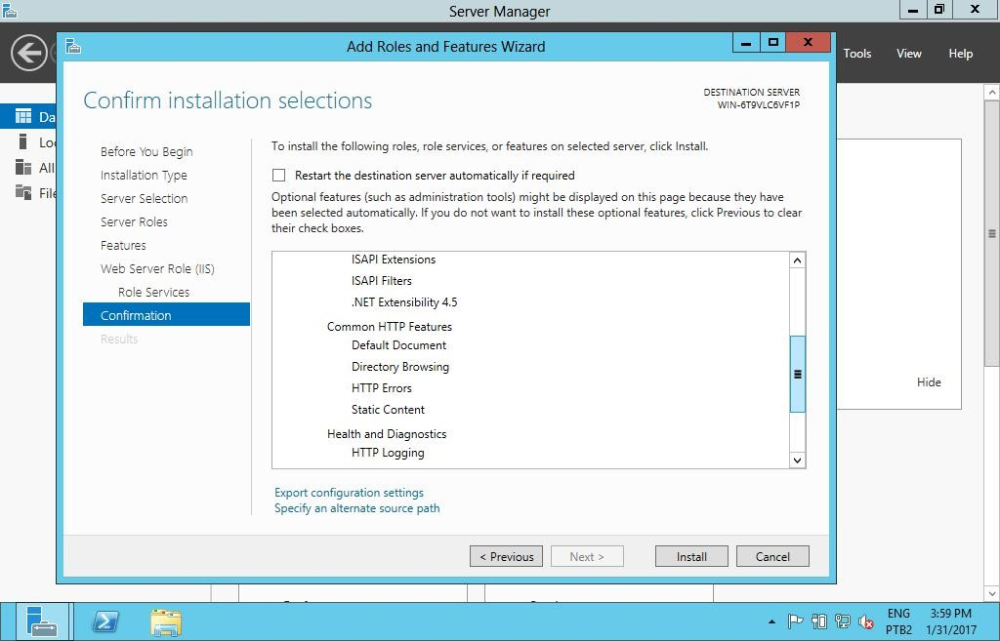 Server Manager
Add Roles and Features Wizard
Tools View Help
Confirm installation selections
DESTINATION SERVER
WIN-6T9VLC6VF1P
Da
Lo
All
File
Before You Begin
Installation Type
Server Selection
Server Roles
Features
Web Server Role (IIS)
Role Services
Confirmation
Results
To install the following roles, role services, or features on selected server, click Install.
Restart the destination server automatically if required
Optional features (such as administration tools) might be displayed on this page because they have
been selected automatically. If you do not want to install these optional features, click Previous to clear
their check boxes.
ISAPI Extensions
ISAPI Filters
.NET Extensibility 4.5
Common HTTP Features
Default Document
Directory Browsing
HTTP Errors
Static Content
Health and Diagnostics
HTTP Logging
Hide
Export configuration settings
Specify an alternate source path
< Previous Next > Install Cancel
ENG 3:59 PM
PTB2 1/31/2017